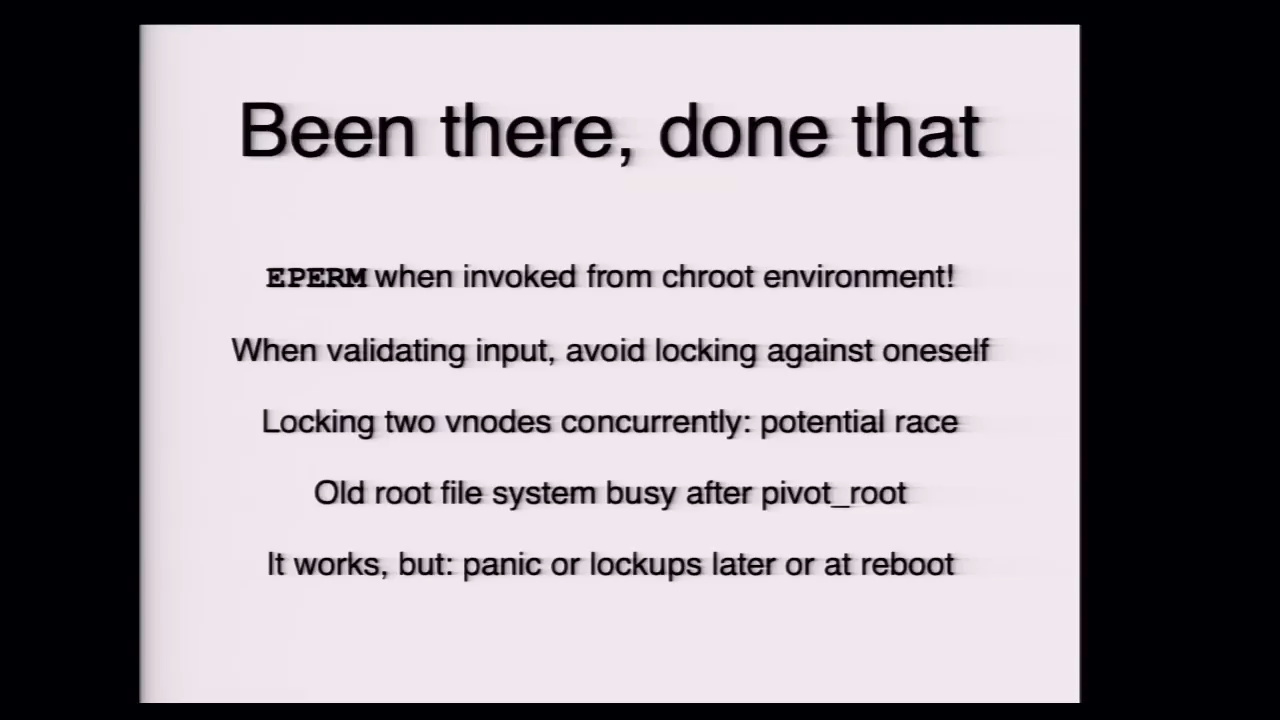 Been there, done that
EPERM when invoked from chroot environment!
When validating input, avoid locking against oneself
Locking two vnodes concurrently: potential race
Old root file system busy after pivot_root
It works, but: panic or lockups later or at reboot